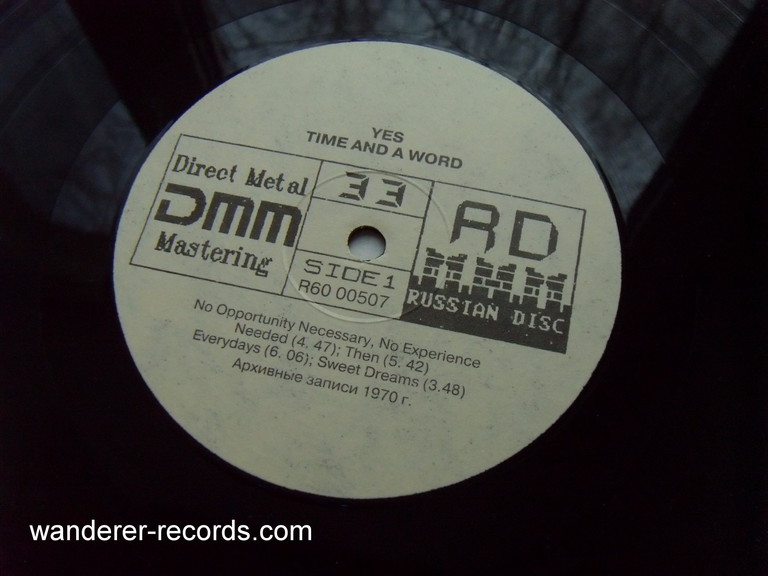 YES
TIME AND A WORD
Direct Metal
DMM
Mastering
33
SIDE 1
R60 00507
RD
RUSSIAN DISC
No Opportunity Necessary, No Experience
Needed (4. 47); Then (5. 42)
Everydays (6. 06); Sweet Dreams (3.48)
Архивные записи 1970 г.
wanderer-records.com